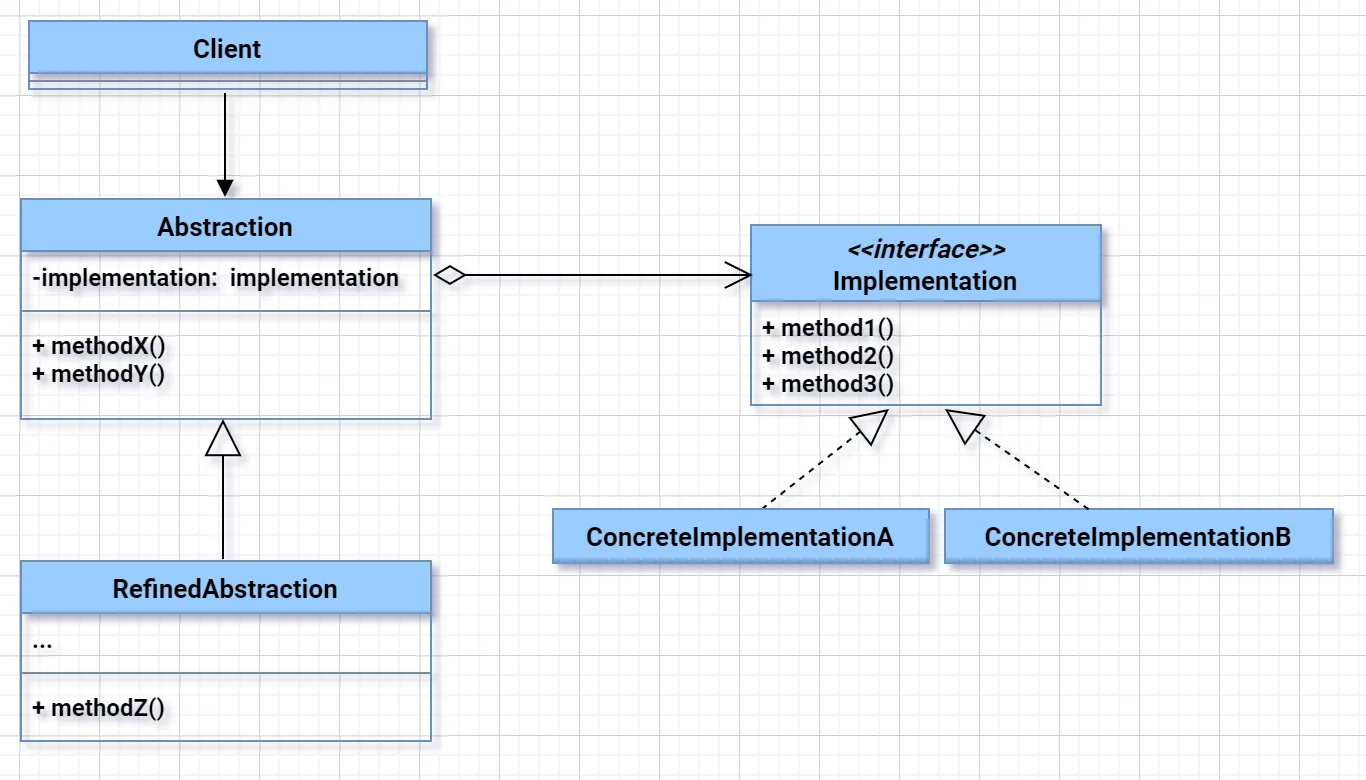 Client
Abstraction
-implementation:  implementation
+ methodX()
+ methodY()
<<interface>>
Implementation
+ method1()
+ method2()
+ method3()
ConcreteImplementationA
ConcreteImplementationB
RefinedAbstraction
...
+ methodZ()